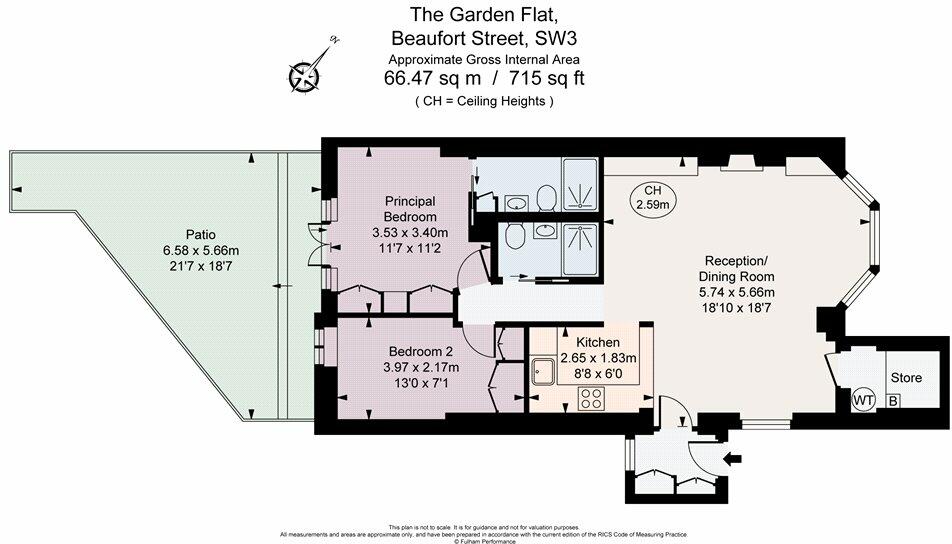 The Garden Flat,
Beaufort Street, SW3
Approximate Gross Internal Area
66.47 sq m / 715 sq ft
( CH = Ceiling Heights )
N
Principal
Bedroom
3.53 x 3.40m
11'7 x 11'2
CH
2.59m
Patio
6.58 x 5.66m
21'7 x 18'7
Reception/
Dining Room
5.74 x 5.66m
18'10 x 18'7
Bedroom 2
3.97 x 2.17m
13'0 x 7'1
Kitchen
2.65 x 1.83m
8'8 x 6'0
Store
WT
B
This plan is not to scale. It is for guidance and not for valuation purposes.
All measurements and areas are approximate only, and have been prepared in accordance with the current edition of the RICS Code of Measuring Practice.
© Fulham Performance